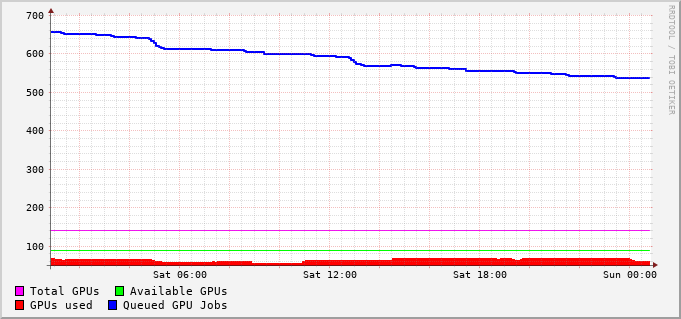 700
600
500
400
300
200
100
Sat 06:00 Sat 12:00 Sat 18:00 Sun 00:00
Total GPUs Available GPUs
GPUs used Queued GPU Jobs
RRDTOOL / TOBI OETIKER